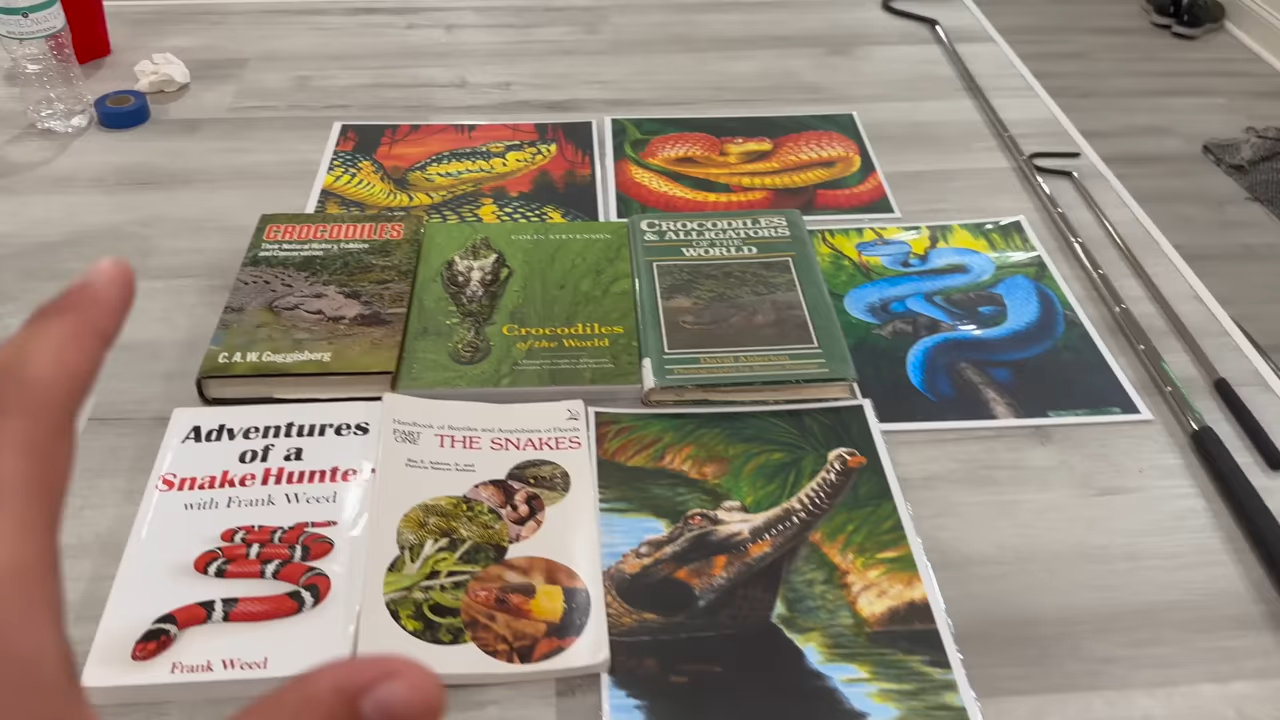 CROCODILES
Their Natural History, Folklore
and Conservation
C.A.W. Guggisberg
COLIN STEVENSON
Crocodiles
of the World
CROCODILES
& ALLIGATORS
OF THE
WORLD
David Alderton
Adventures
of a
Snake Hunte
with Frank Weed
Frank Weed
Handbook of Reptiles and Amphibians of Florida
PART
ONE
THE SNAKES